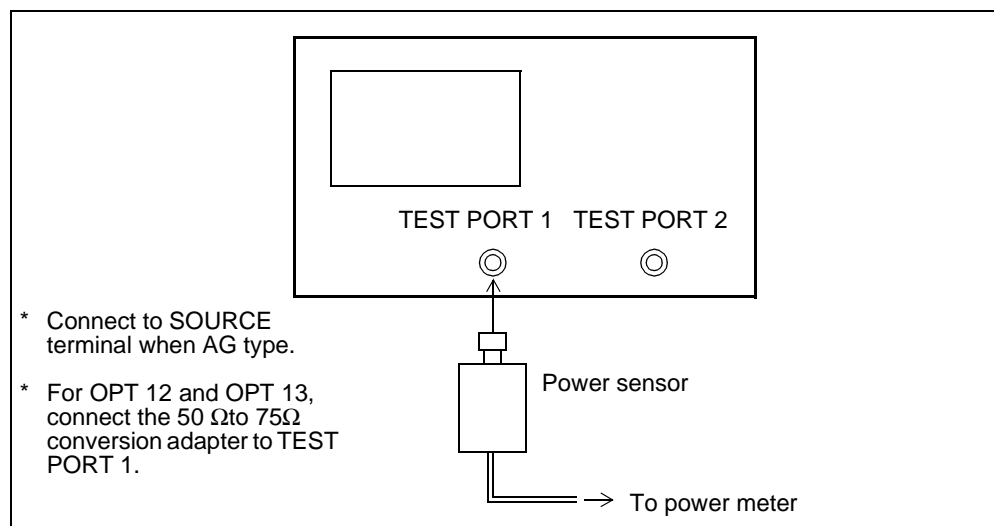 TEST PORT 1 TEST PORT 2
* Connect to SOURCE
terminal when AG type.
* For OPT 12 and OPT 13,
connect the 50 Ωto 75Ω
conversion adapter to TEST
PORT 1.
Power sensor
To power meter